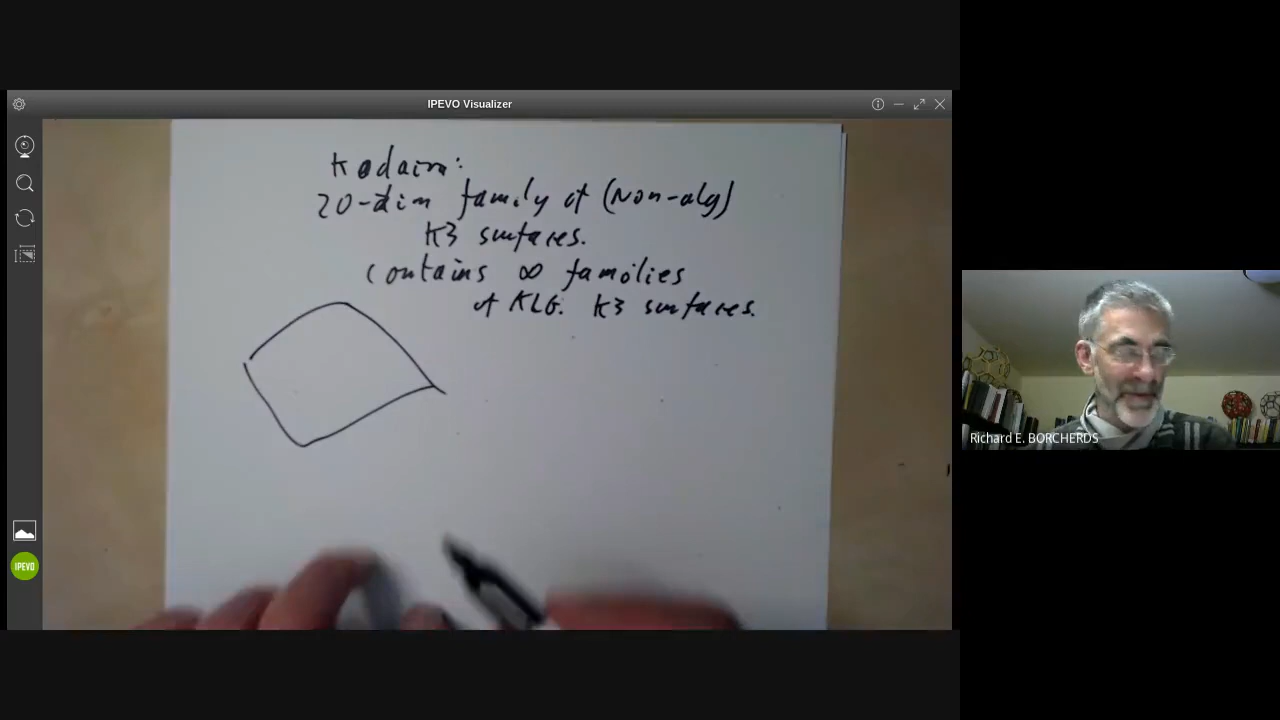 IPEVO Visualizer
Kodaira:
20-dim family of (Non-alg)
K3 surfaces.
Contains ∞ families
of ALG. K3 surfaces.
Richard E. BORCHERDS
IPEVO